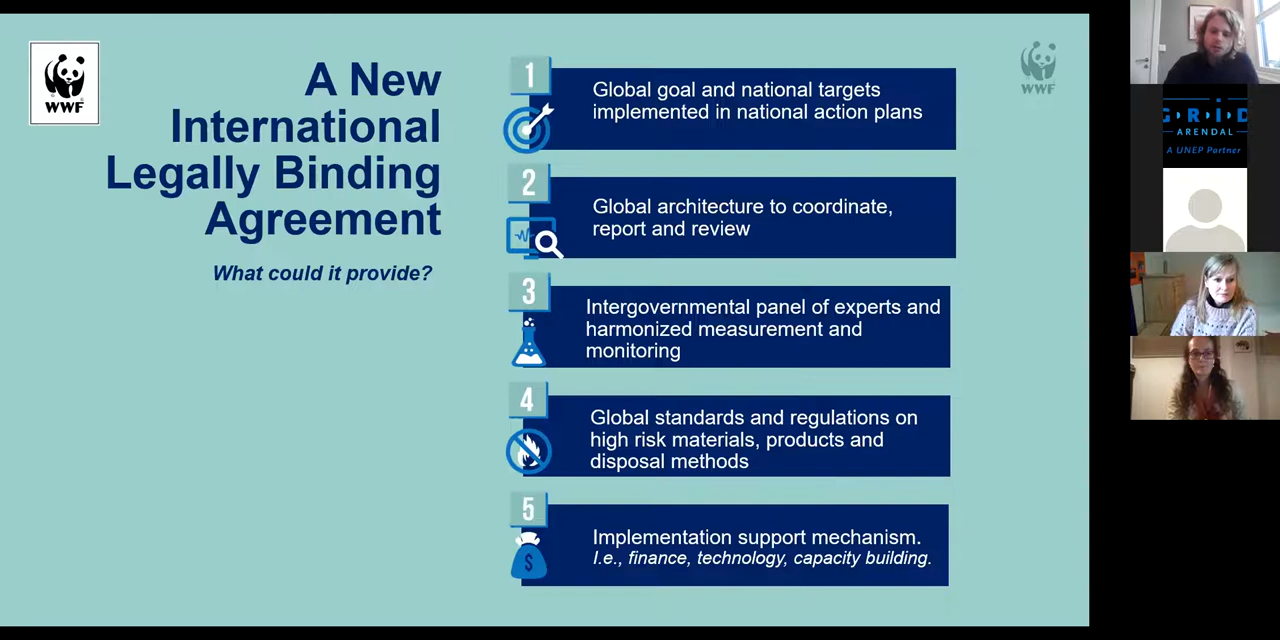 WWF
A New
International
Legally Binding
Agreement
What could it provide?
1
Global goal and national targets
implemented in national action plans
2
Global architecture to coordinate,
report and review
3
Intergovernmental panel of experts and
harmonized measurement and
monitoring
4
Global standards and regulations on
high risk materials, products and
disposal methods
5
$
Implementation support mechanism.
I.e., finance, technology, capacity building.
WWF
GRID
ARENDAL
A UNEP Partner